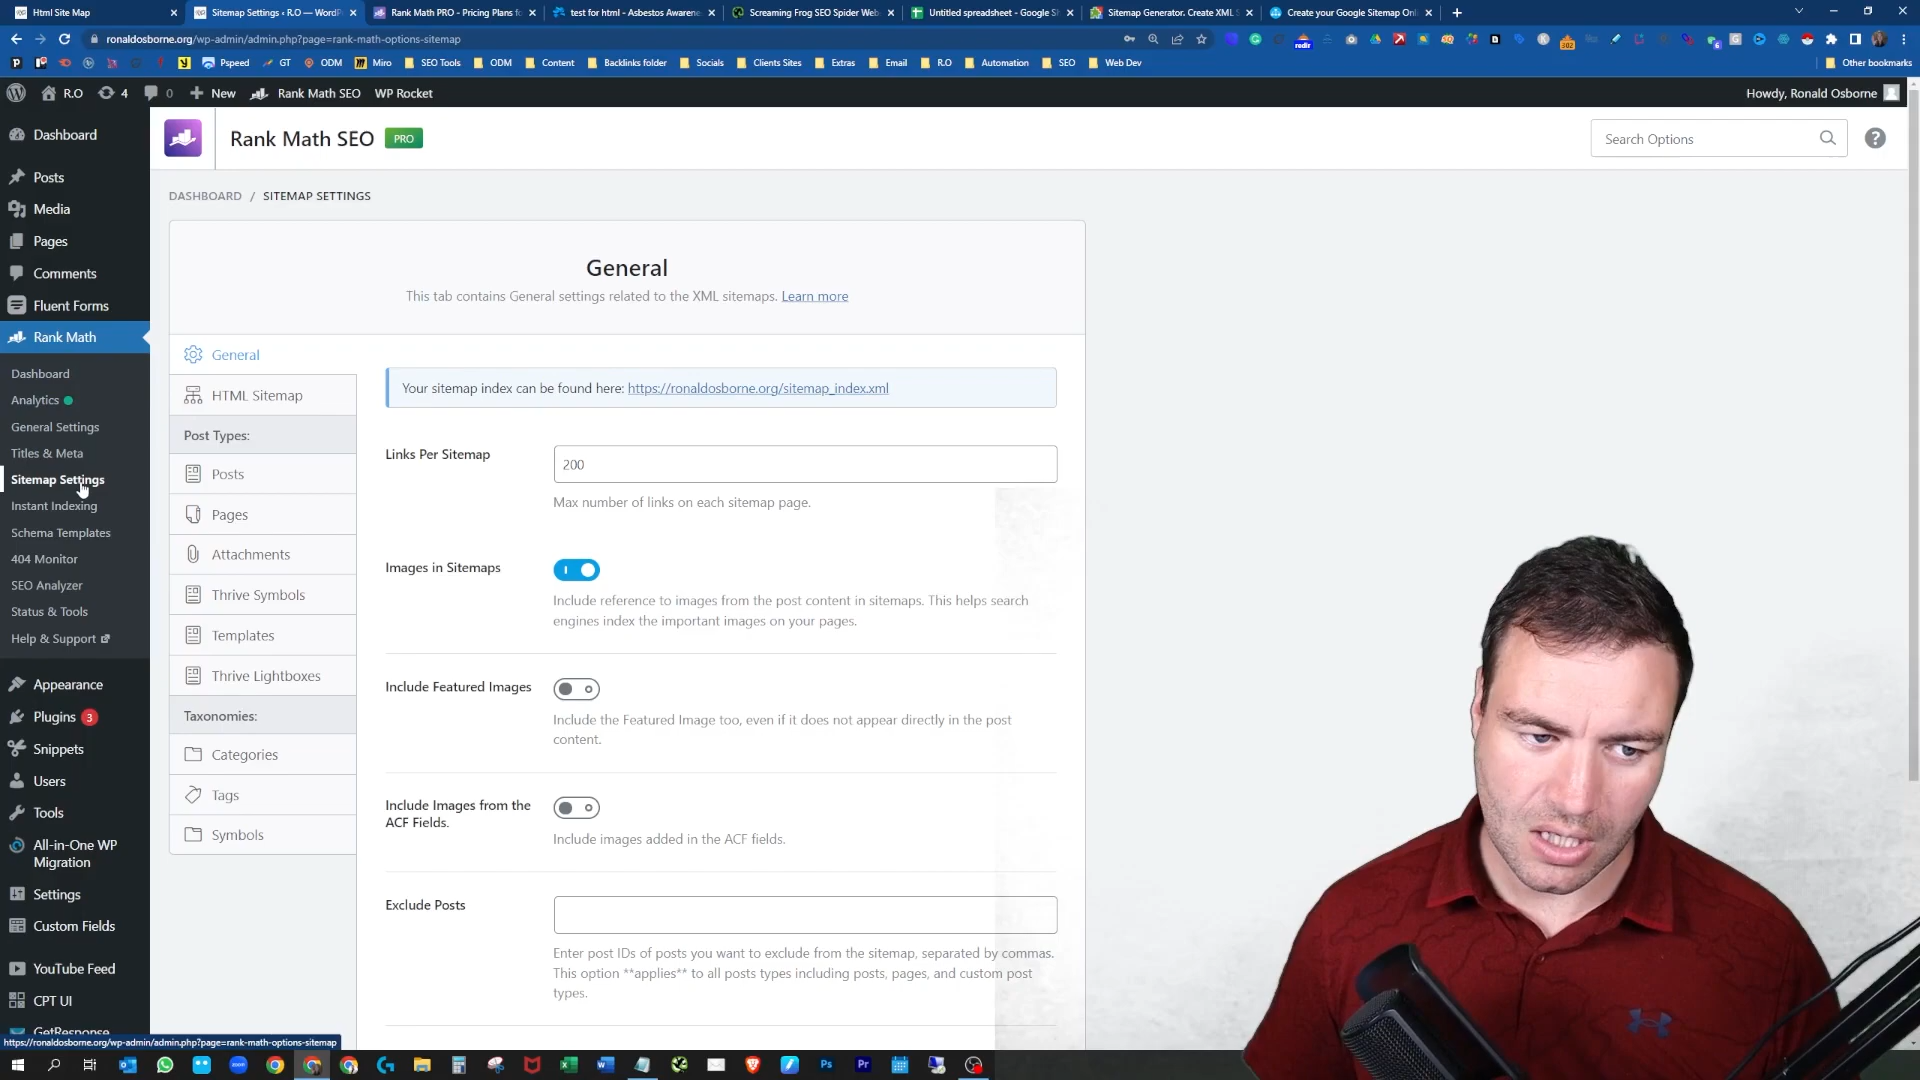 Html Site Map
Sitemap Settings ‹ R.O — WordP
Rank Math PRO - Pricing Plans fo
test for html - Asbestos Awarene
Screaming Frog SEO Spider Web
Untitled spreadsheet - Google Sh
Sitemap Generator. Create XML S
Create your Google Sitemap Onl
ronaldosborne.org/wp-admin/admin.php?page=rank-math-options-sitemap
Pspeed
GT
ODM
Miro
SEO Tools
ODM
Content
Backlinks folder
Socials
Clients Sites
Extras
Email
R.O
Automation
SEO
Web Dev
Other bookmarks
R.O
4
0
New
Rank Math SEO
WP Rocket
Howdy, Ronald Osborne
Dashboard
Posts
Media
Pages
Comments
Fluent Forms
Rank Math
Dashboard
Analytics
General Settings
Titles & Meta
Sitemap Settings
Instant Indexing
Schema Templates
404 Monitor
SEO Analyzer
Status & Tools
Help & Support
Appearance
Plugins 3
Snippets
Users
Tools
All-in-One WP
Migration
Settings
Custom Fields
YouTube Feed
CPT UI
GetResponse
https://ronaldosborne.org/wp-admin/admin.php?page=rank-math-options-sitemap
Rank Math SEO PRO
Search Options
DASHBOARD / SITEMAP SETTINGS
General
This tab contains General settings related to the XML sitemaps. Learn more
General
HTML Sitemap
Post Types:
Posts
Pages
Attachments
Thrive Symbols
Templates
Thrive Lightboxes
Taxonomies:
Categories
Tags
Symbols
Your sitemap index can be found here: https://ronaldosborne.org/sitemap_index.xml
Links Per Sitemap
200
Max number of links on each sitemap page.
Images in Sitemaps
Include reference to images from the post content in sitemaps. This helps search
engines index the important images on your pages.
Include Featured Images
Include the Featured Image too, even if it does not appear directly in the post
content.
Include Images from the
ACF Fields.
Include images added in the ACF fields.
Exclude Posts
Enter post IDs of posts you want to exclude from the sitemap, separated by commas.
This option **applies** to all posts types including posts, pages, and custom post
types.